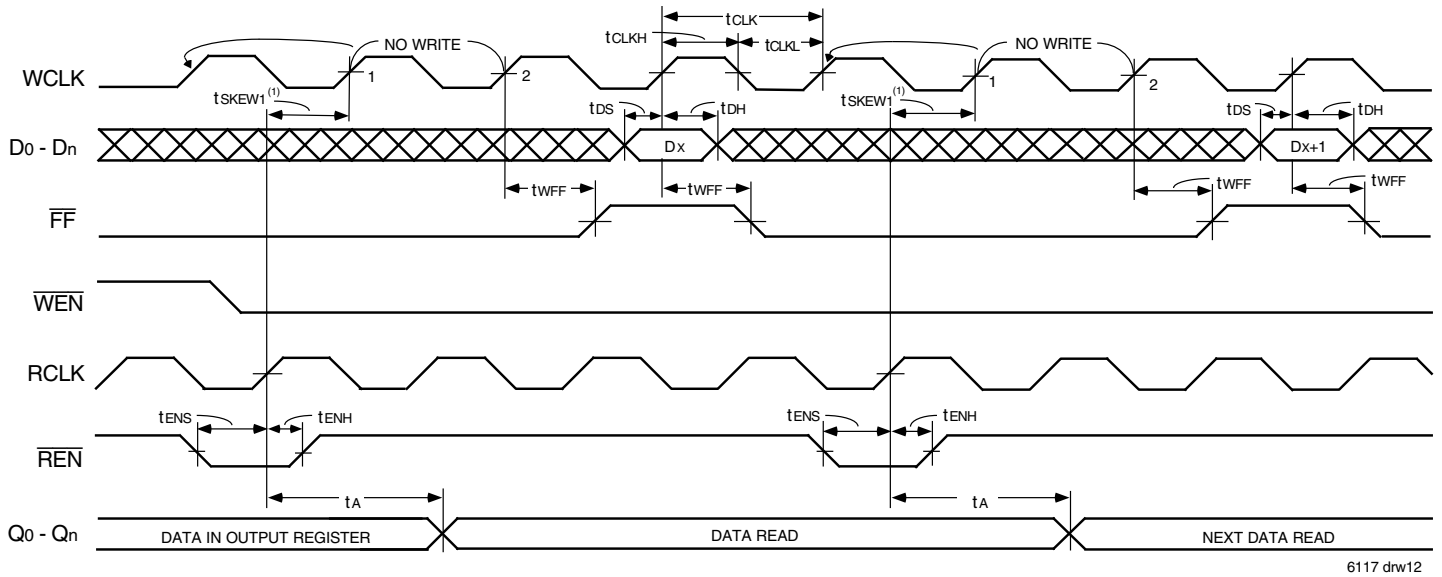 tCLK
tCLKH
tCLKL
NO WRITE
NO WRITE
WCLK
1
2
1
2
tSKEW1(1)
tDS
tDH
tSKEW1(1)
tDS
tDH
D0 - Dn
Dx
Dx+1
tWFF
tWFF
tWFF
tWFF
FF
WEN
RCLK
tENS
tENH
tENS
tENH
REN
tA
tA
Q0 - Qn
DATA IN OUTPUT REGISTER
DATA READ
NEXT DATA READ
6117 drw12